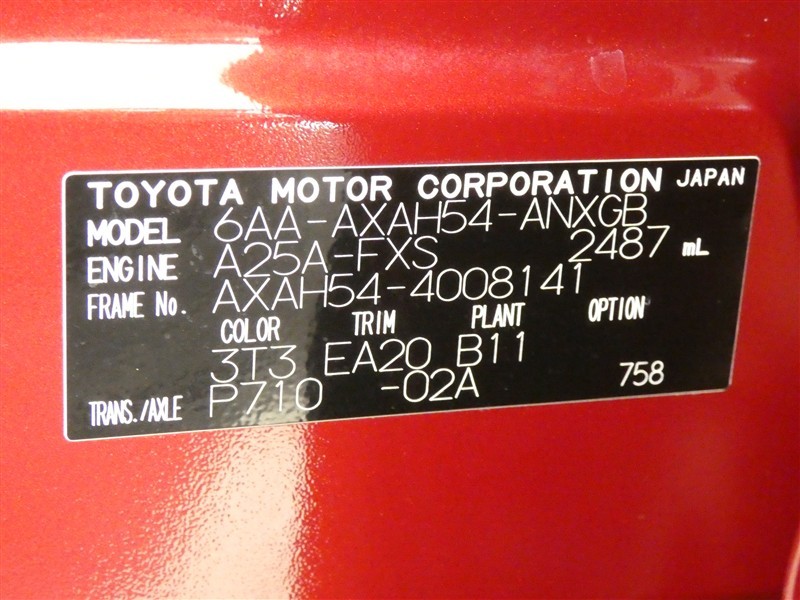 TOYOTA MOTOR CORPORATION JAPAN
MODEL 6AA-AXAH54-ANXGB
ENGINE A25A-FXS 2487 mL
FRAME No. AXAH54-4008141
COLOR TRIM PLANT OPTION
3T3 EA20 B11
TRANS./AXLE P710 -02A 758